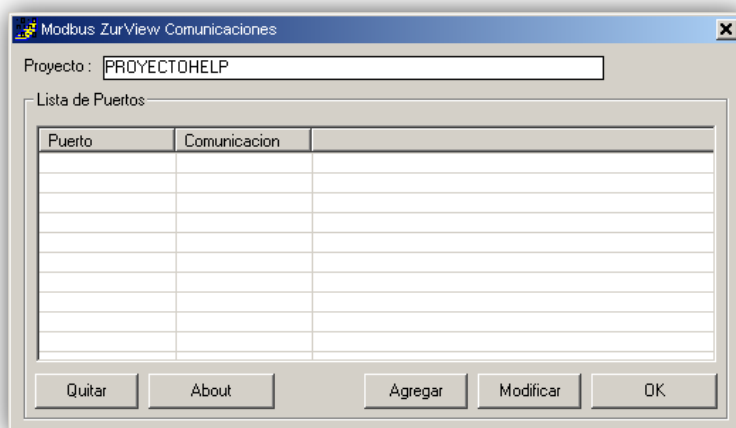 Modbus ZurView Comunicaciones
Proyecto : PROYECTOHELP
Lista de Puertos
Puerto Comunicacion
Quitar About Agregar Modificar OK